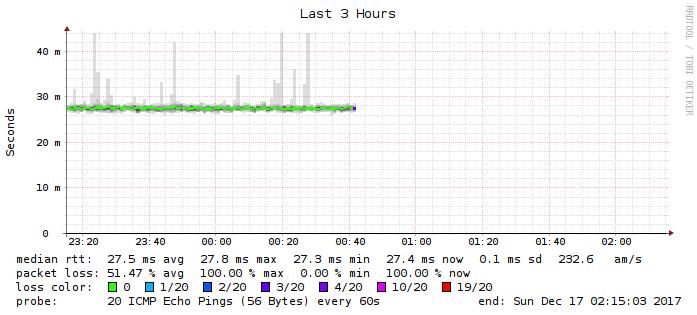 Last 3 Hours
RRDTOOL / TOBI OETIKER
Seconds
40 m
30 m
20 m
10 m
0
23:20 23:40 00:00 00:20 00:40 01:00 01:20 01:40 02:00
median rtt: 27.5 ms avg 27.8 ms max 27.3 ms min 27.4 ms now 0.1 ms sd 232.6 am/s
packet loss: 51.47 % avg 100.00 % max 0.00 % min 100.00 % now
loss color: 0 1/20 2/20 3/20 4/20 10/20 19/20
probe: 20 ICMP Echo Pings (56 Bytes) every 60s end: Sun Dec 17 02:15:03 2017